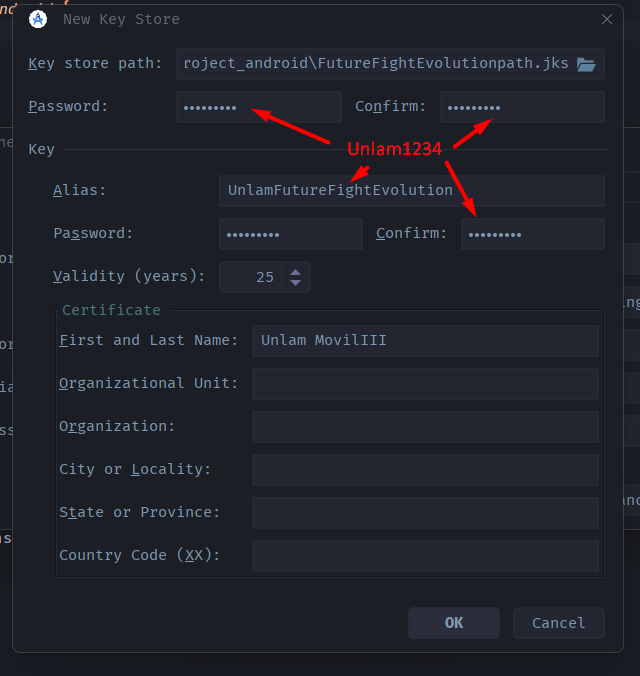 New Key Store
Key store path: roject_android\FutureFightEvolutionpath.jks
Password: ••••••••• Confirm: •••••••••
Unlam1234
Key
Alias: UnlamFutureFightEvolution
Password: ••••••••• Confirm: •••••••••
Validity (years): 25
Certificate
First and Last Name: Unlam MovilIII
Organizational Unit:
Organization:
City or Locality:
State or Province:
Country Code (XX):
OK Cancel